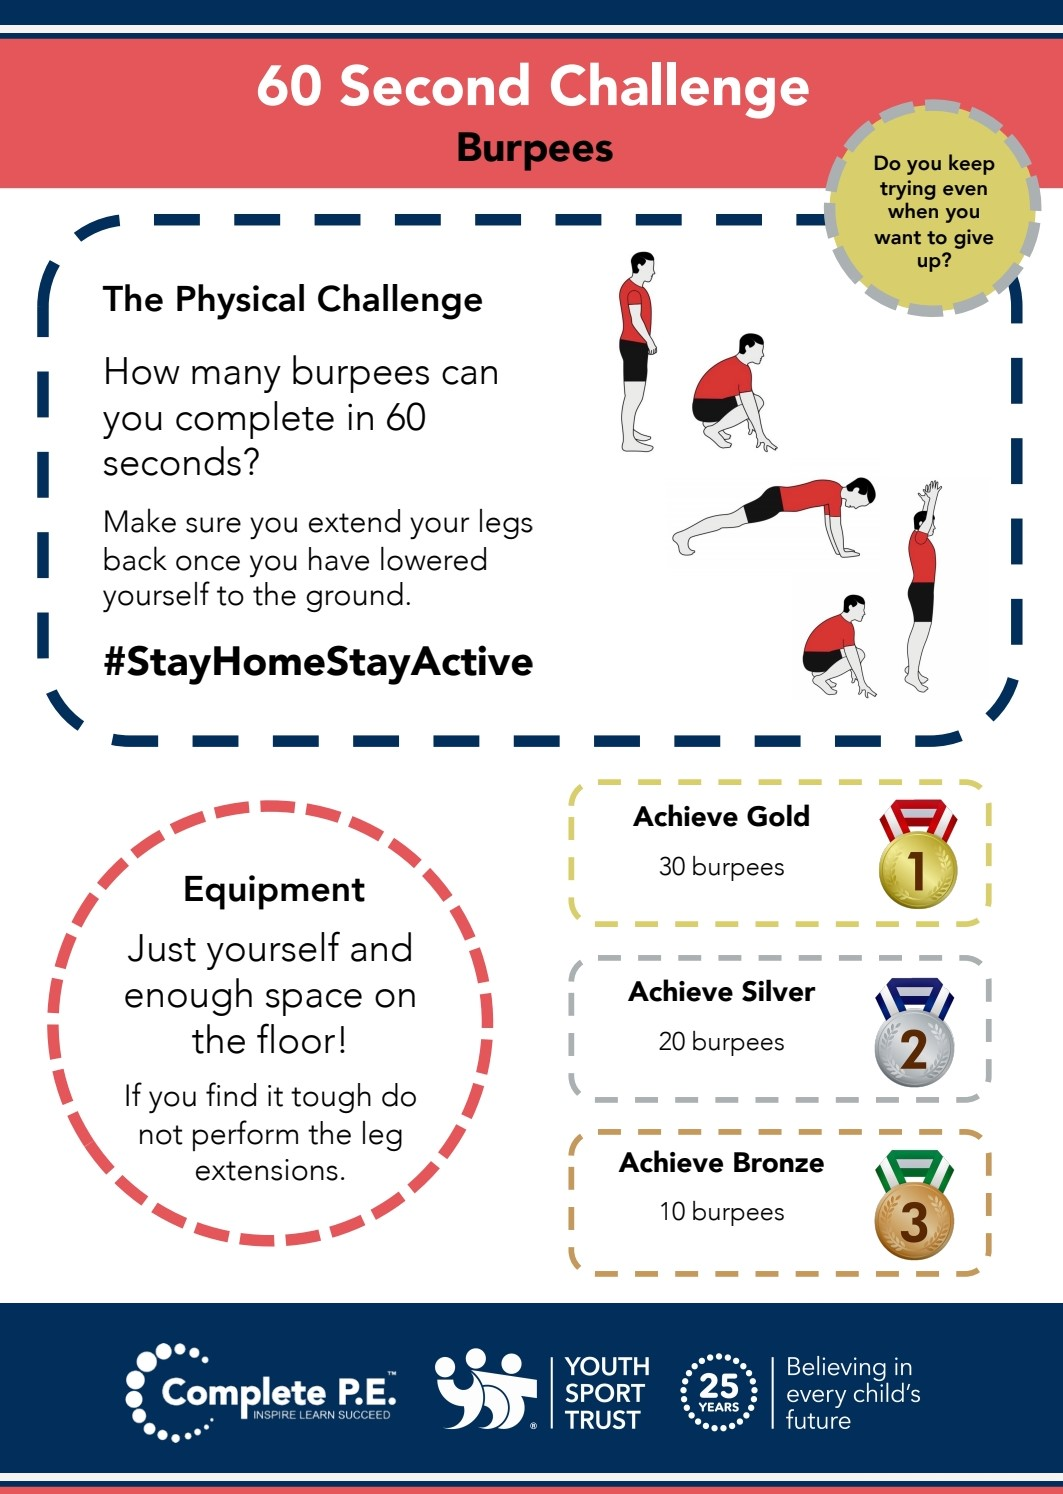 60 Second Challenge
Burpees
Do you keep
trying even
when you
want to give
up?
The Physical Challenge
How many burpees can
you complete in 60
seconds?
Make sure you extend your legs
back once you have lowered
yourself to the ground.
#StayHomeStayActive
Equipment
Just yourself and
enough space on
the floor!
If you find it tough do
not perform the leg
extensions.
Achieve Gold
30 burpees
1
Achieve Silver
20 burpees
2
Achieve Bronze
10 burpees
3
Complete P.E.™
INSPIRE LEARN SUCCEED
®
YOUTH
SPORT
TRUST
25
YEARS
Believing in
every child's
future